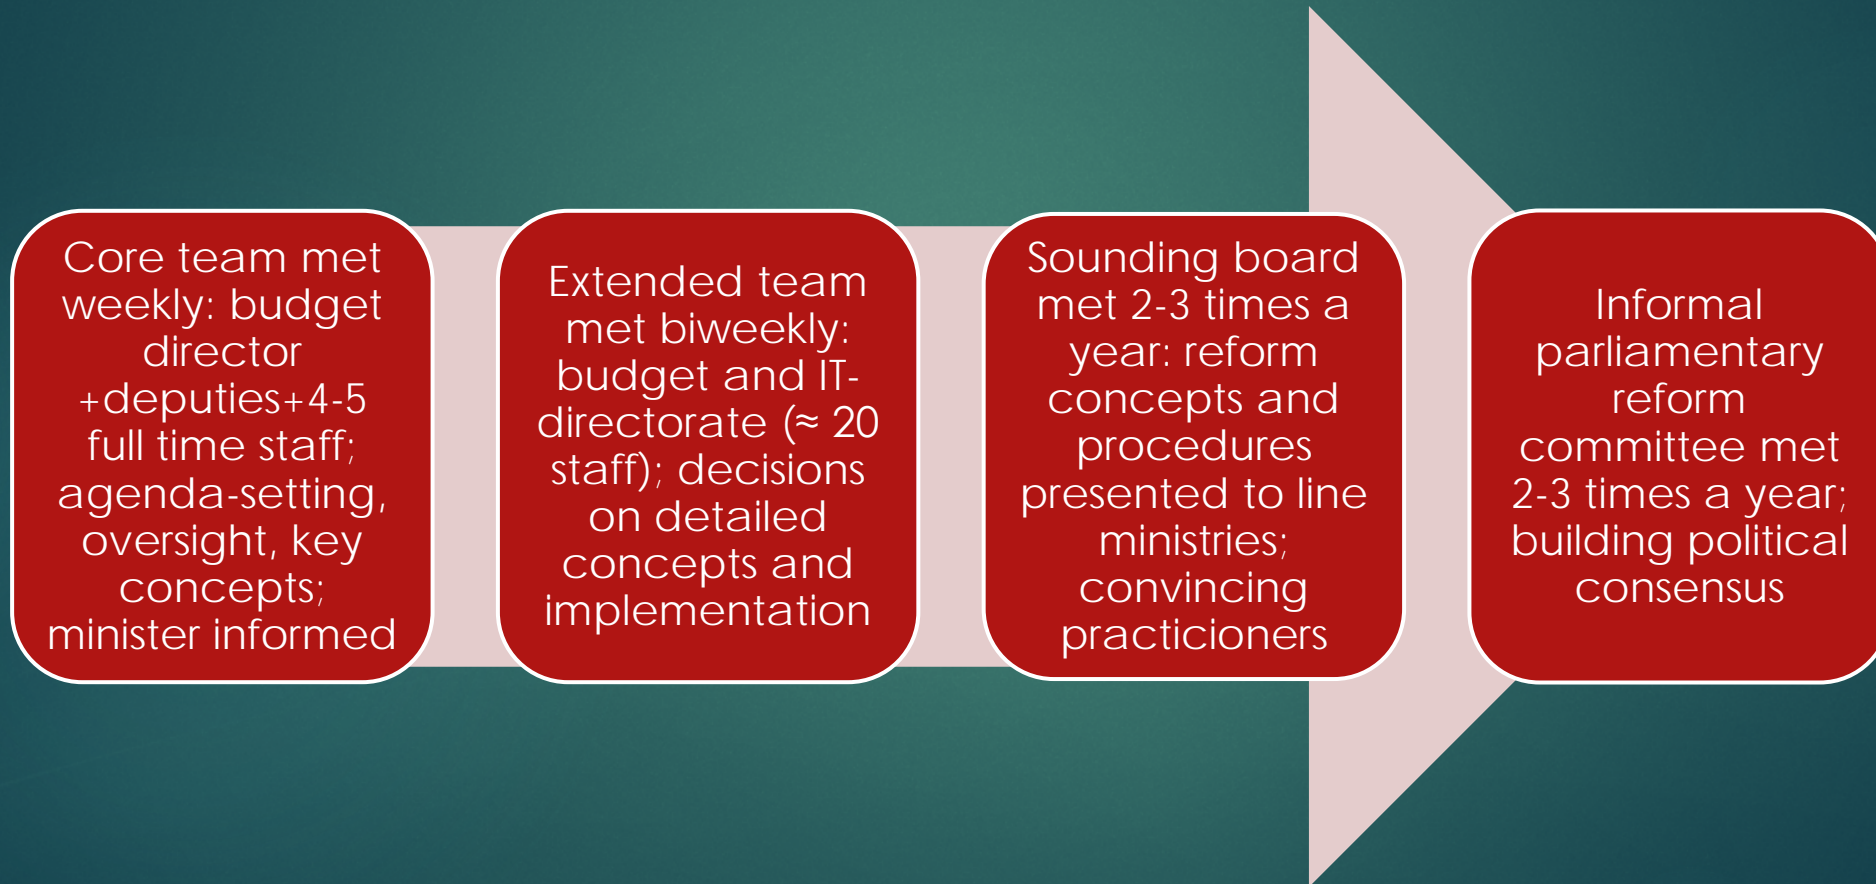 Core team met
weekly: budget
director
+deputies+4-5
full time staff;
agenda-setting,
oversight, key
concepts;
minister informed
Extended team
met biweekly:
budget and IT-
directorate (≈ 20
staff); decisions
on detailed
concepts and
implementation
Sounding board
met 2-3 times a
year: reform
concepts and
procedures
presented to line
ministries;
convincing
practicioners
Informal
parliamentary
reform
committee met
2-3 times a year;
building political
consensus